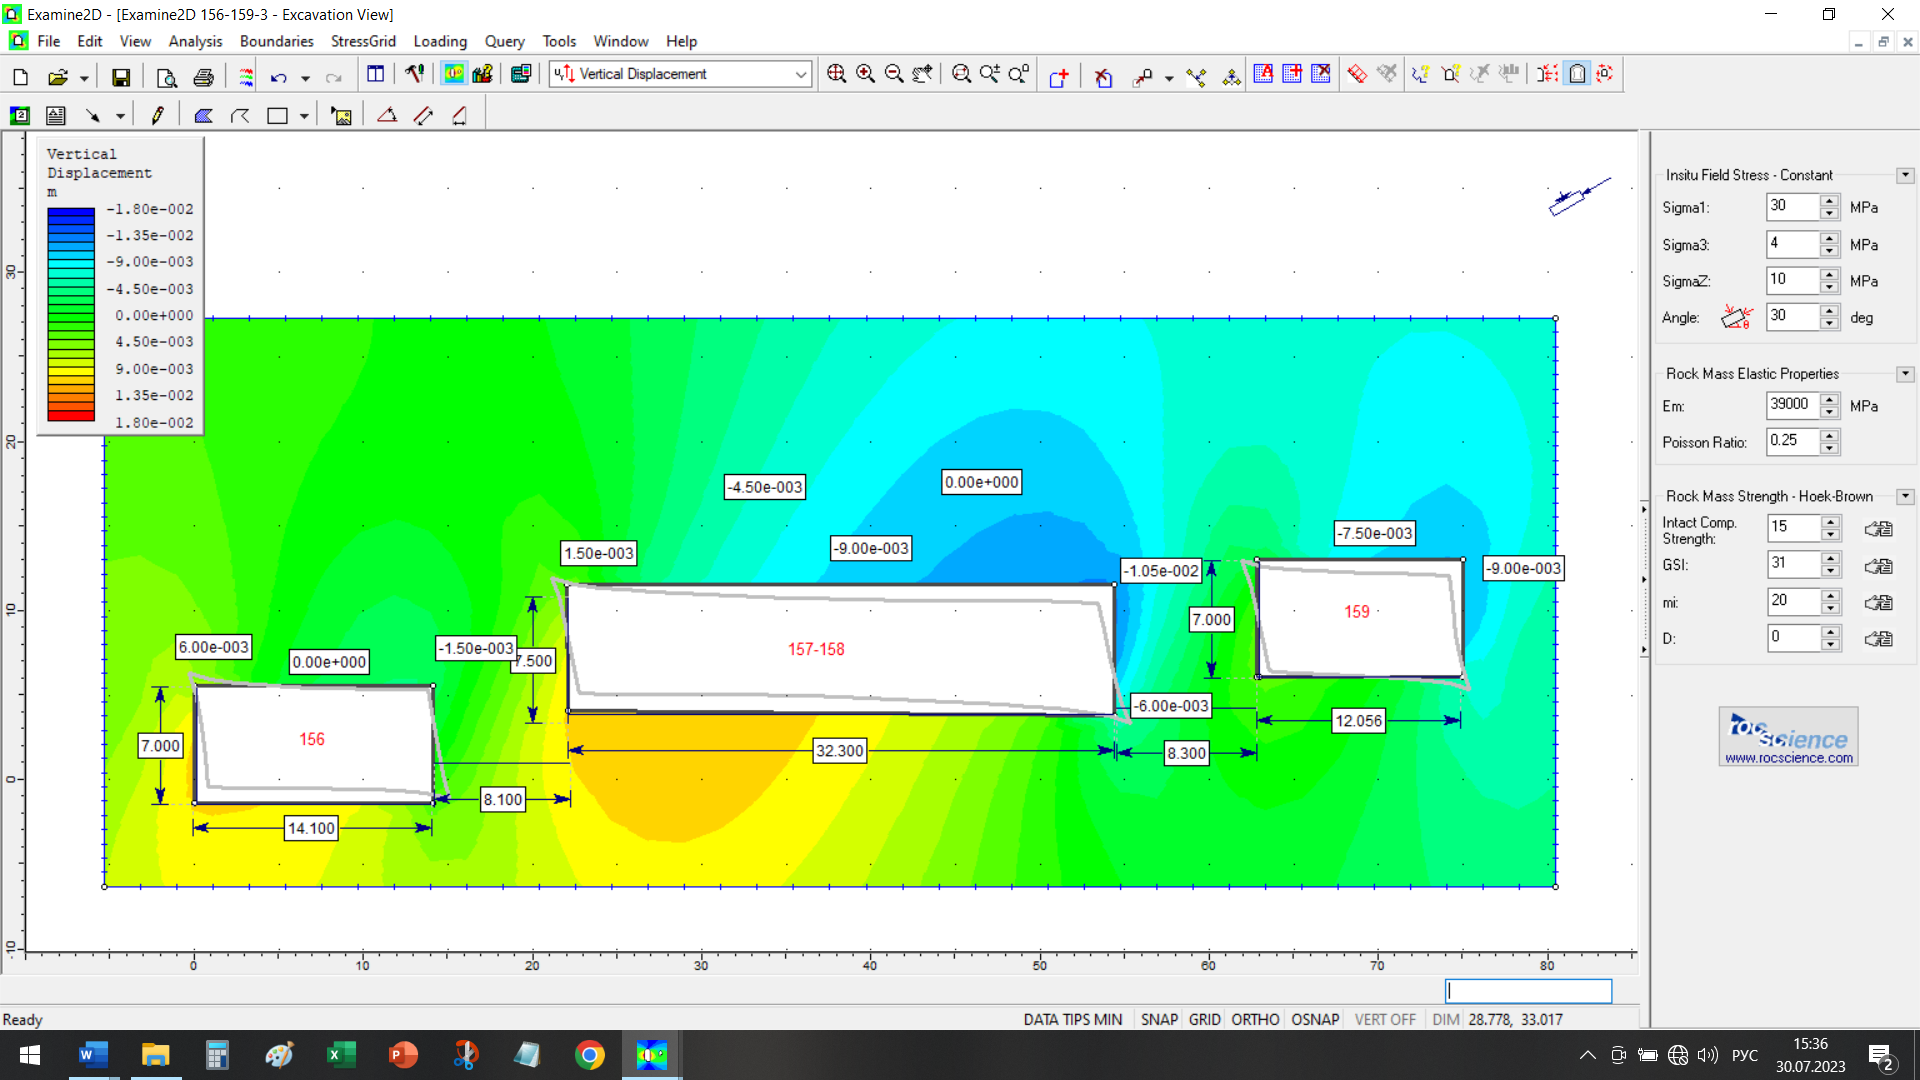 Examine2D - [Examine2D 156-159-3 - Excavation View]
File Edit View Analysis Boundaries StressGrid Loading Query Tools Window Help
Vertical Displacement
Vertical
Displacement
m
-1.80e-002
-1.35e-002
-9.00e-003
-4.50e-003
0.00e+000
4.50e-003
9.00e-003
1.35e-002
1.80e-002
30
20
10
0
-10
0 10 20 30 40 50 60 70 80
-4.50e-003
0.00e+000
-9.00e-003
1.50e-003
-7.50e-003
-1.05e-002
-9.00e-003
6.00e-003
0.00e+000
-1.50e-003
7.500
157-158
7.000
159
-6.00e-003
12.056
7.000
156
32.300
8.300
8.100
14.100
Insitu Field Stress - Constant
Sigma1: 30 MPa
Sigma3: 4 MPa
SigmaZ: 10 MPa
Angle: θ 30 deg
Rock Mass Elastic Properties
Em: 39000 MPa
Poisson Ratio: 0.25
Rock Mass Strength - Hoek-Brown
Intact Comp.
Strength: 15
GSI: 31
mi: 20
D: 0
rocscience
www.rocscience.com
Ready
DATA TIPS MIN SNAP GRID ORTHO OSNAP VERT OFF DIM 28.778, 33.017
РУС
15:36
30.07.2023
2